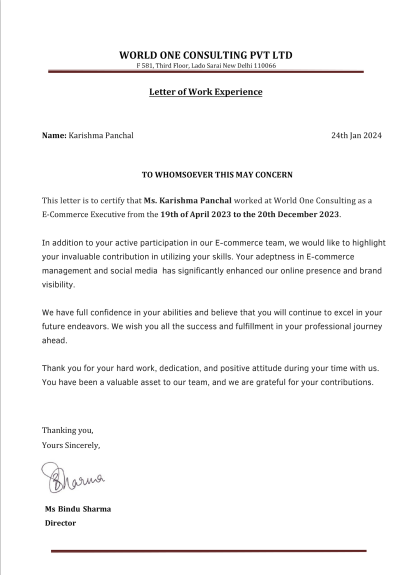 WORLD ONE CONSULTING PVT LTD
F 581, Third Floor, Lado Sarai New Delhi 110066
Letter of Work Experience
Name: Karishma Panchal 24th Jan 2024
TO WHOMSOEVER THIS MAY CONCERN
This letter is to certify that Ms. Karishma Panchal worked at World One Consulting as a
E-Commerce Executive from the 19th of April 2023 to the 20th December 2023.
In addition to your active participation in our E-commerce team, we would like to highlight
your invaluable contribution in utilizing your skills. Your adeptness in E-commerce
management and social media has significantly enhanced our online presence and brand
visibility.
We have full confidence in your abilities and believe that you will continue to excel in your
future endeavors. We wish you all the success and fulfillment in your professional journey
ahead.
Thank you for your hard work, dedication, and positive attitude during your time with us.
You have been a valuable asset to our team, and we are grateful for your contributions.
Thanking you,
Yours Sincerely,
BSharma
Ms Bindu Sharma
Director